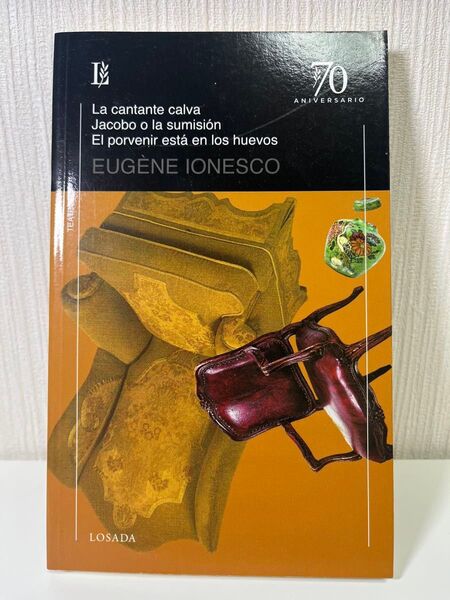 L
70
ANIVERSARIO
La cantante calva
Jacobo o la sumisión
El porvenir está en los huevos
EUGÈNE IONESCO
LOSADA